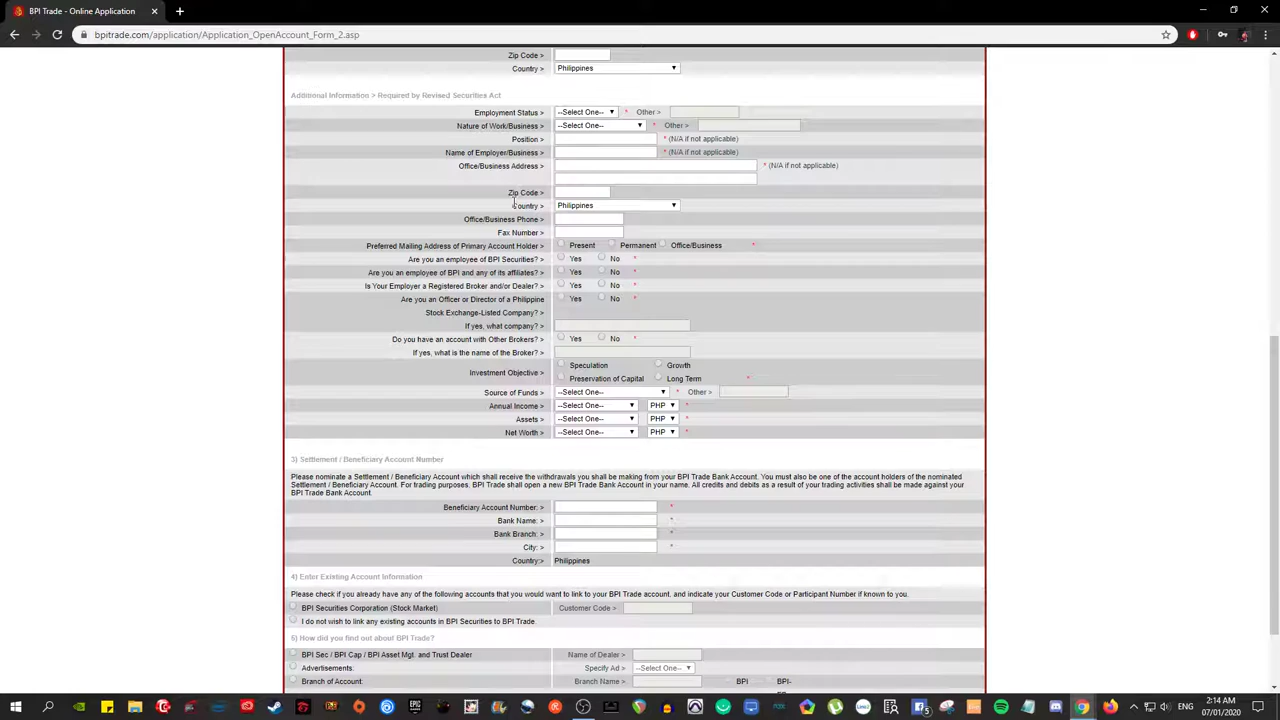 BPI Trade - Online Application
bpitrade.com/application/Application_OpenAccount_Form_2.asp
Zip Code >
Country > Philippines
Additional Information > Required by Revised Securities Act
Employment Status > --Select One-- * Other >
Nature of Work/Business > --Select One-- * Other >
Position > * (N/A if not applicable)
Name of Employer/Business > * (N/A if not applicable)
Office/Business Address > * (N/A if not applicable)
Zip Code >
Country > Philippines
Office/Business Phone >
Fax Number >
Preferred Mailing Address of Primary Account Holder > Present Permanent Office/Business *
Are you an employee of BPI Securities? > Yes No *
Are you an employee of BPI and any of its affiliates? > Yes No *
Is Your Employer a Registered Broker and/or Dealer? > Yes No *
Are you an Officer or Director of a Philippine Yes No *
Stock Exchange-Listed Company? >
If yes, what company? >
Do you have an account with Other Brokers? > Yes No *
If yes, what is the name of the Broker? >
Speculation Growth
Investment Objective >
Preservation of Capital Long Term *
Source of Funds > --Select One-- * Other >
Annual Income > --Select One-- PHP *
Assets > --Select One-- PHP *
Net Worth > --Select One-- PHP *
3) Settlement / Beneficiary Account Number
Please nominate a Settlement / Beneficiary Account which shall receive the withdrawals you shall be making from your BPI Trade Bank Account. You must also be one of the account holders of the nominated
Settlement / Beneficiary Account. For trading purposes, BPI Trade shall open a new BPI Trade Bank Account in your name. All credits and debits as a result of your trading activities shall be made against your
BPI Trade Bank Account.
Beneficiary Account Number: > *
Bank Name: > *
Bank Branch: > *
City: > *
Country:> Philippines
4) Enter Existing Account Information
Please check if you already have any of the following accounts that you would want to link to your BPI Trade account, and indicate your Customer Code or Participant Number if known to you.
BPI Securities Corporation (Stock Market) Customer Code >
I do not wish to link any existing accounts in BPI Securities to BPI Trade.
5) How did you find out about BPI Trade?
BPI Sec / BPI Cap / BPI Asset Mgt. and Trust Dealer Name of Dealer >
Advertisements: Specify Ad > --Select One--
Branch of Account: Branch Name > BPI BPI-
ENG 2:14 AM
07/01/2020